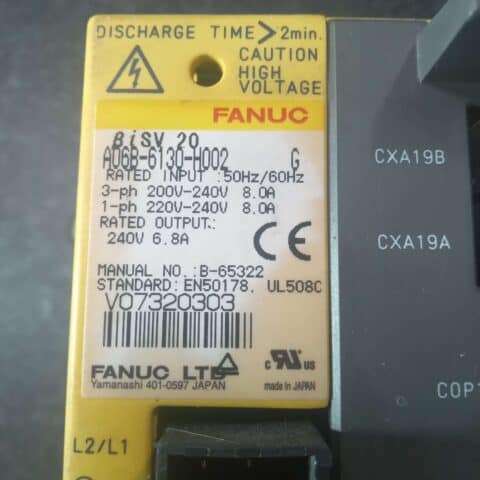 DISCHARGE TIME>2min.
CAUTION
HIGH
VOLTAGE
FANUC
βiSV 20
A06B-6130-H002 G
RATED INPUT :50Hz/60Hz
3-ph 200V-240V 8.0A
1-ph 220V-240V 8.0A
RATED OUTPUT:
240V 6.8A
CE
MANUAL NO.:B-65322
STANDARD:EN50178, UL508C
V07320303
FANUC LTD
Yamanashi 401-0597 JAPAN
c UR us
made in JAPAN
L2/L1
CXA19B
CXA19A
COP1